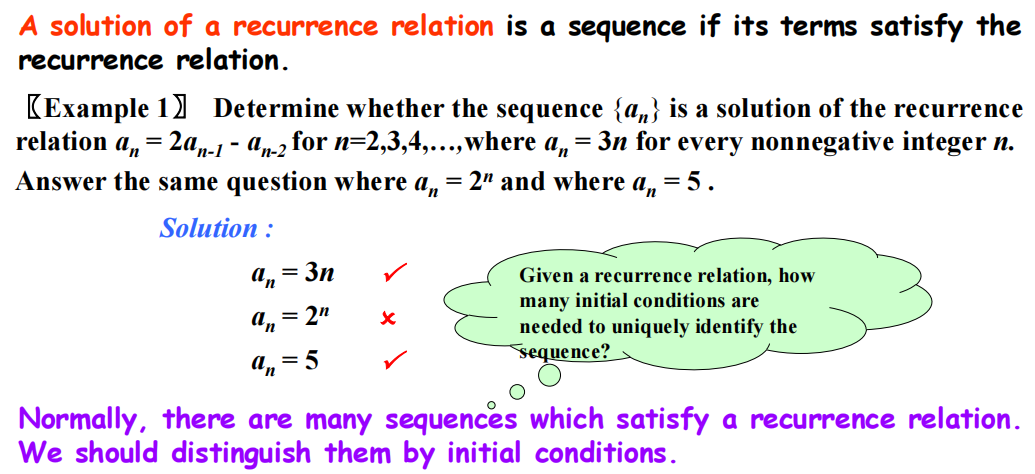 A solution of a recurrence relation is a sequence if its terms satisfy the
recurrence relation.
〖Example 1〗 Determine whether the sequence {aₙ} is a solution of the recurrence
relation aₙ = 2aₙ₋₁ - aₙ₋₂ for n=2,3,4,…,where aₙ = 3n for every nonnegative integer n.
Answer the same question where aₙ = 2ⁿ and where aₙ = 5 .
Solution :
aₙ = 3n ✓
aₙ = 2ⁿ ✗
aₙ = 5 ✓
Given a recurrence relation, how
many initial conditions are
needed to uniquely identify the
sequence?
Normally, there are many sequences which satisfy a recurrence relation.
We should distinguish them by initial conditions.